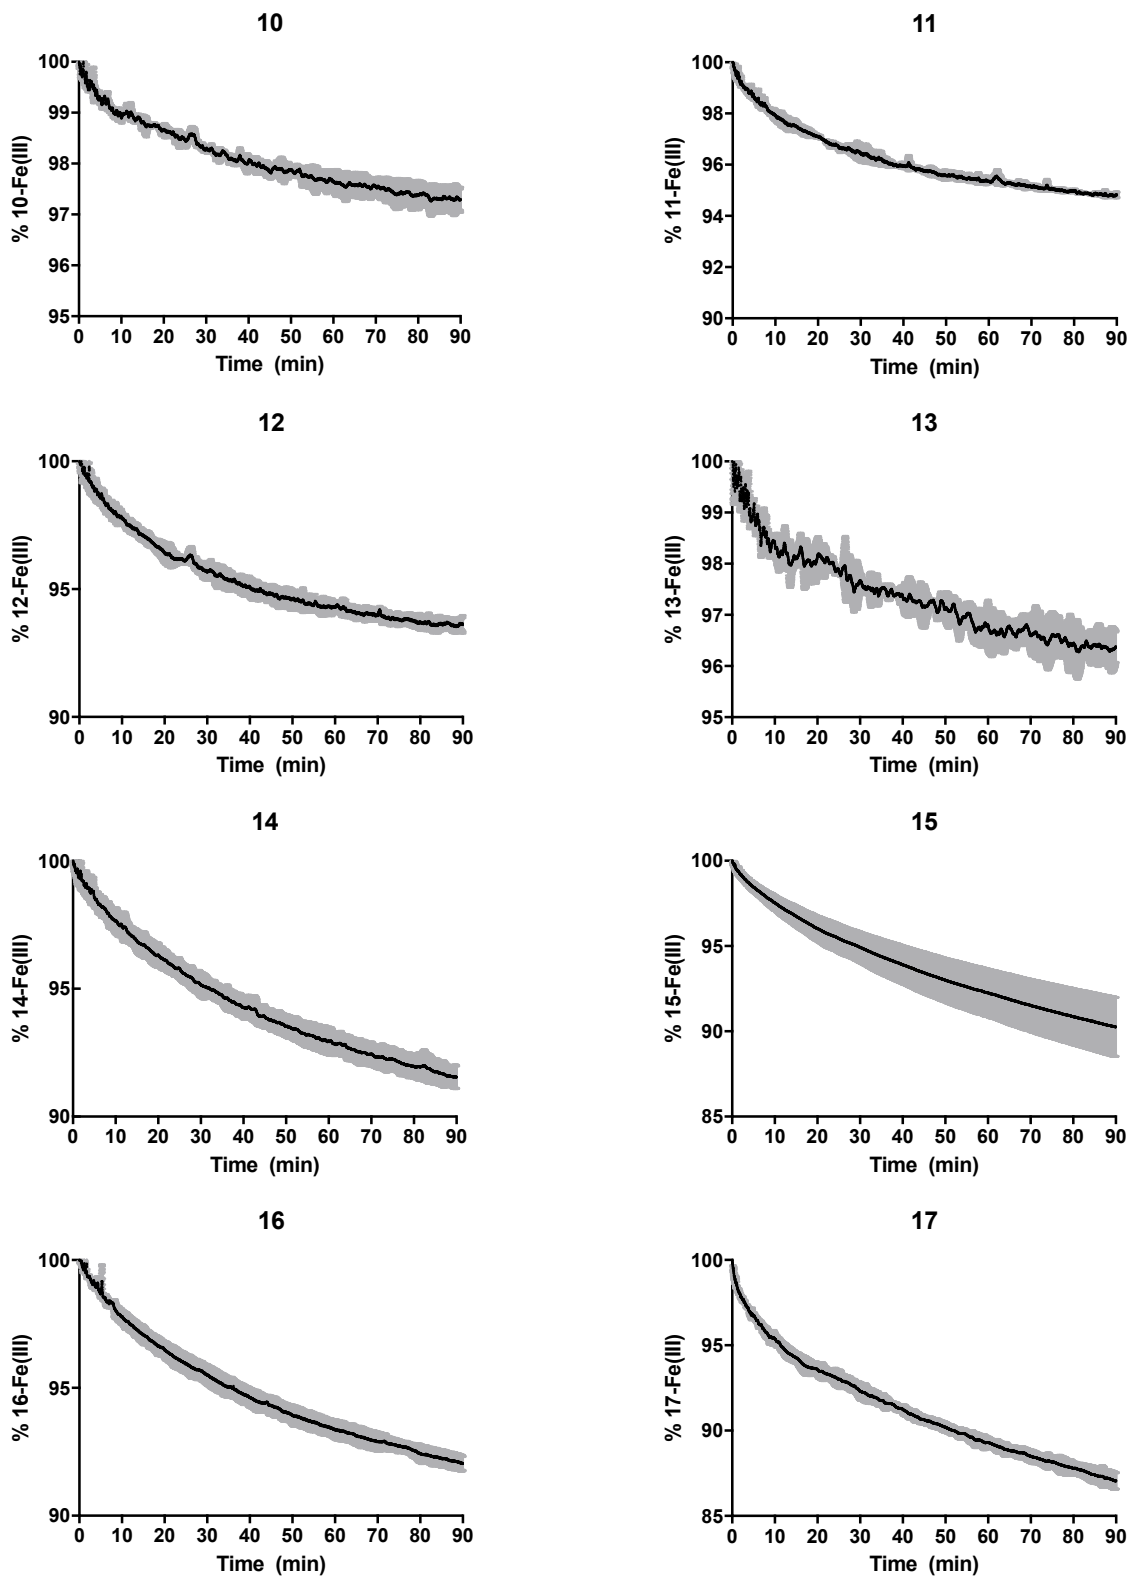 10
% 10-Fe(III)
100
99
98
97
96
95
0 10 20 30 40 50 60 70 80 90
Time (min)
11
% 11-Fe(III)
100
98
96
94
92
90
0 10 20 30 40 50 60 70 80 90
Time (min)
12
% 12-Fe(III)
100
95
90
0 10 20 30 40 50 60 70 80 90
Time (min)
13
% 13-Fe(III)
100
99
98
97
96
95
0 10 20 30 40 50 60 70 80 90
Time (min)
14
% 14-Fe(III)
100
95
90
0 10 20 30 40 50 60 70 80 90
Time (min)
15
% 15-Fe(III)
100
95
90
85
0 10 20 30 40 50 60 70 80 90
Time (min)
16
% 16-Fe(III)
100
95
90
0 10 20 30 40 50 60 70 80 90
Time (min)
17
% 17-Fe(III)
100
95
90
85
0 10 20 30 40 50 60 70 80 90
Time (min)